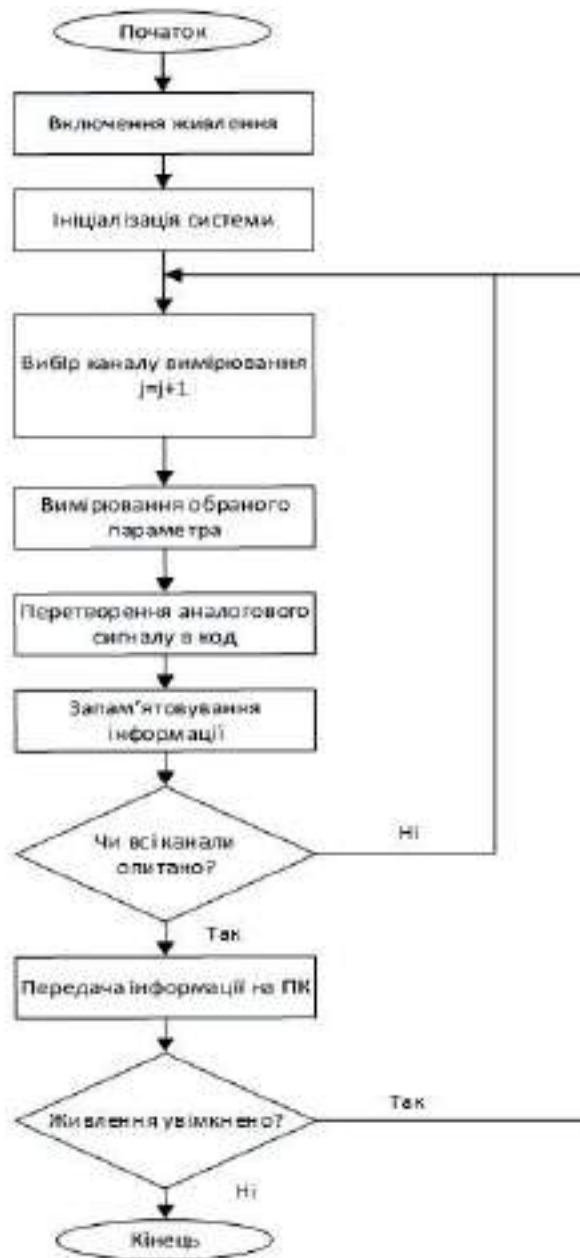 Початок
Включення живлення
Ініціалізація системи
Вибір каналу вимірювання
j=j+1
Вимірювання обраного
параметра
Перетворення аналогового
сигналу в код
Запам'ятовування
інформації
Чи всі канали
опитано?
Ні
Так
Передача інформації на ПК
Живлення увімкнено?
Так
Ні
Кінець